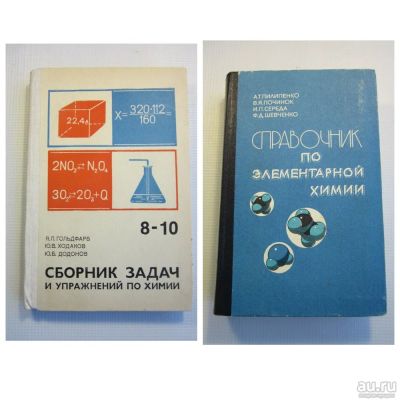 22,4л
X= 320·112
160
2NO₂⇄N₂O₄
3O₂⇄2O₃+Q
8-10
Я.Л. ГОЛЬДФАРБ
Ю.В. ХОДАКОВ
Ю.Б. ДОДОНОВ
СБОРНИК ЗАДАЧ
И УПРАЖНЕНИЙ ПО ХИМИИ
А.Т. ПИЛИПЕНКО
В.Я. ПОЧИНОК
И.П. СЕРЕДА
Ф.Д. ШЕВЧЕНКО
СПРАВОЧНИК
ПО
ЭЛЕМЕНТАРНОЙ
ХИМИИ
au.ru